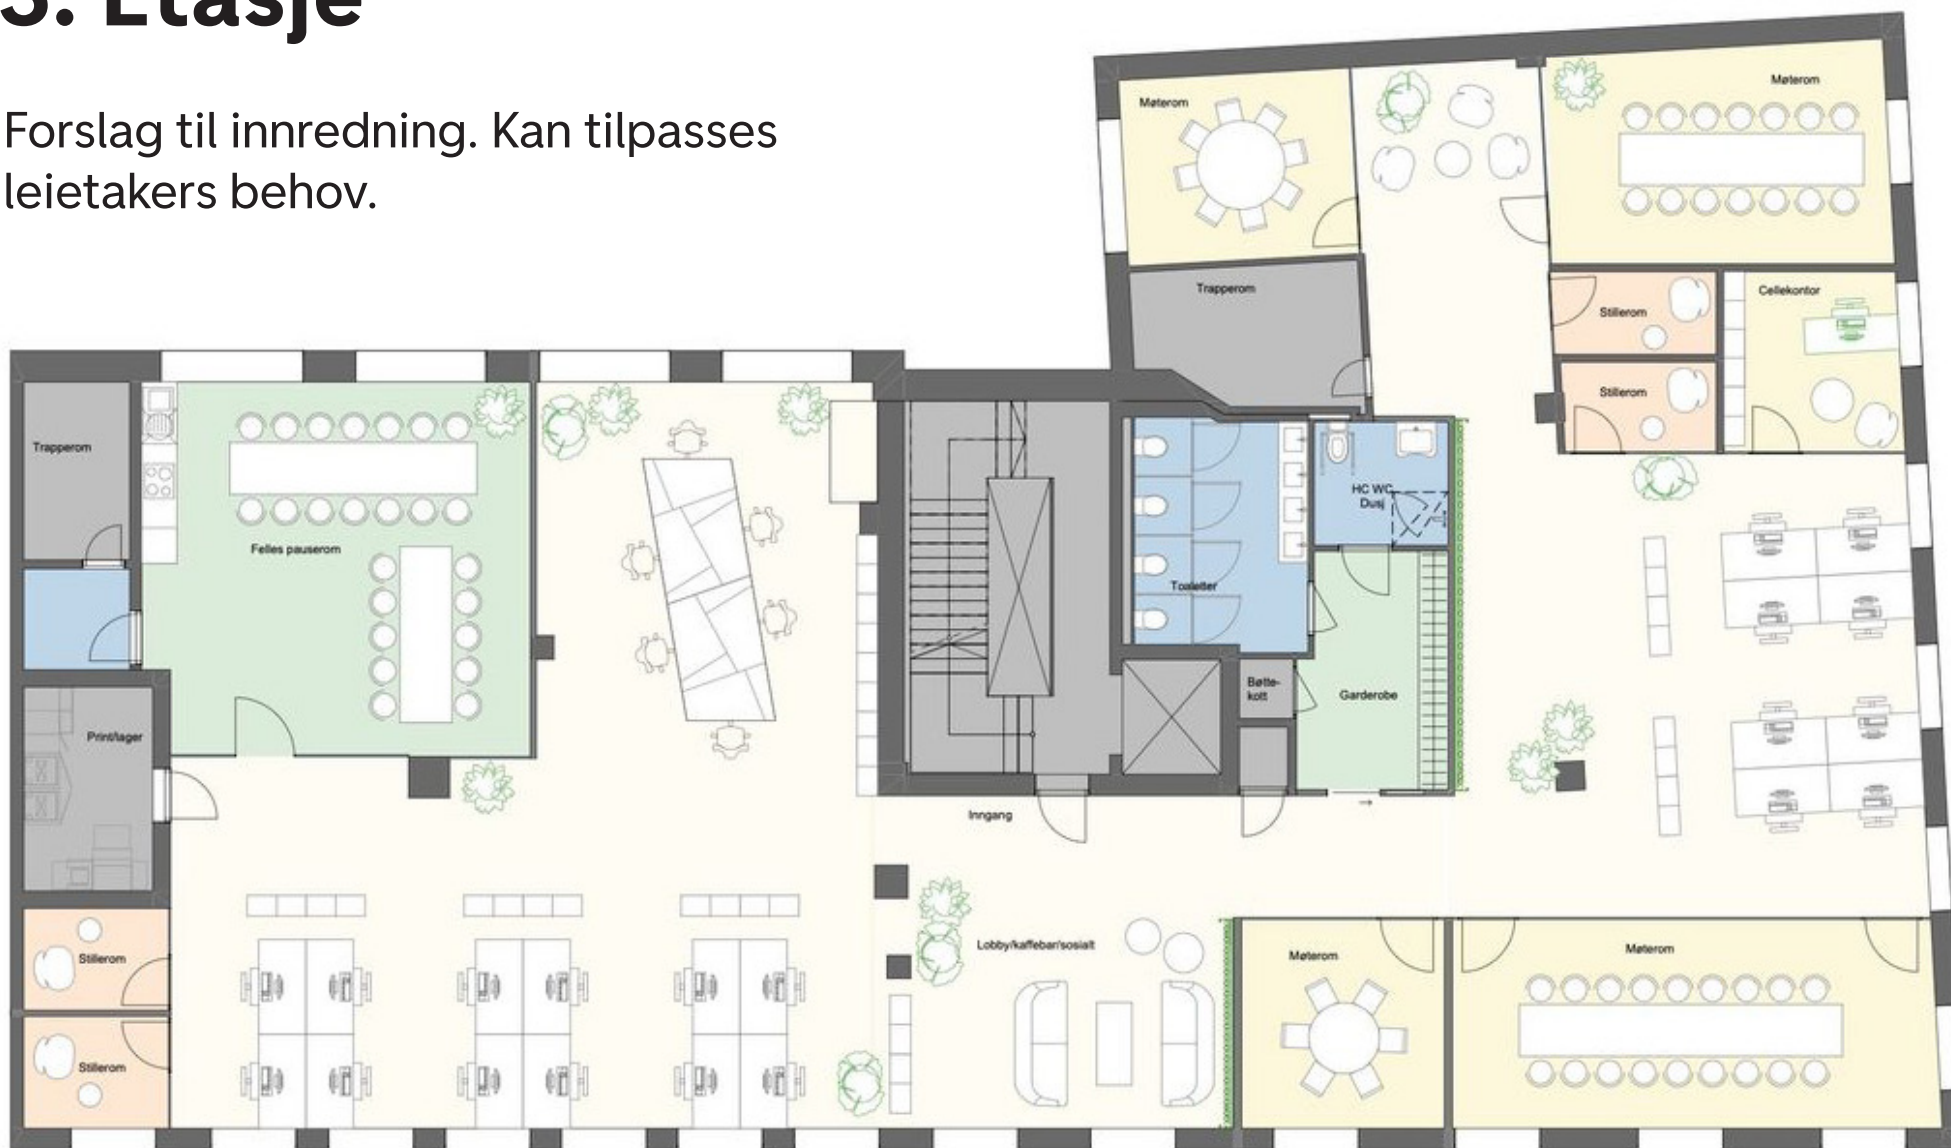 3. Etasje
Forslag til innredning. Kan tilpasses
leietakers behov.
Møterom
Møterom
Trapperom
Stillerom
Cellekontor
Stillerom
Trapperom
Felles pauserom
HC WC
Dusj
Toaletter
Bøtte-
kott
Garderobe
Print/lager
Inngang
Lobby/kaffebar/sosialt
Møterom
Møterom
Stillerom
Stillerom